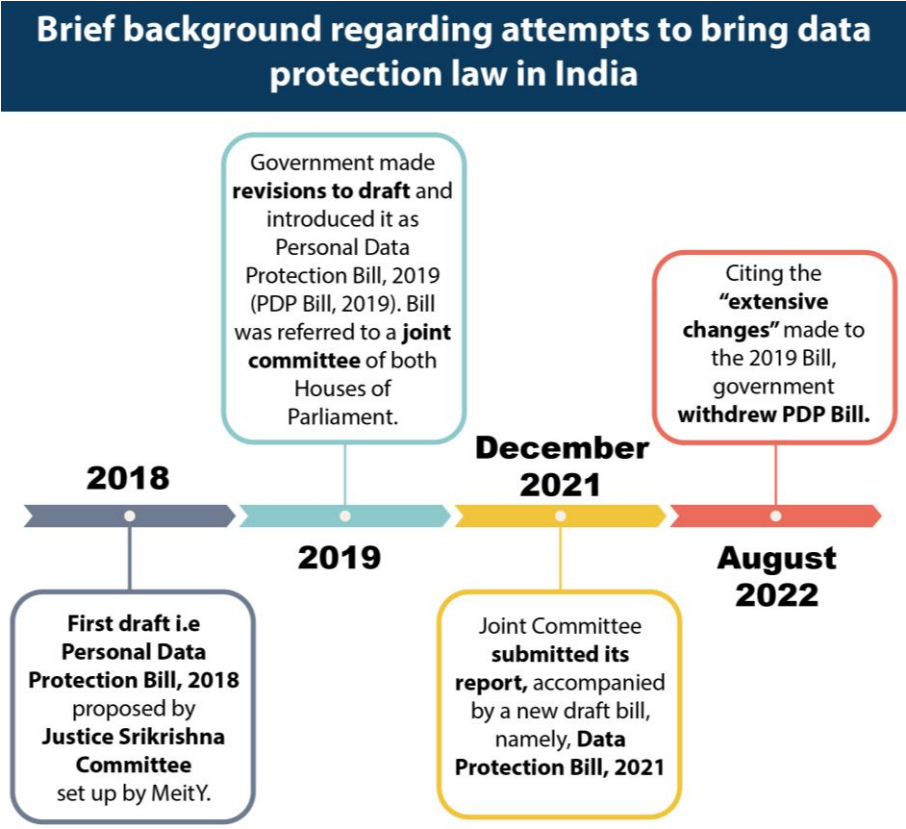 Brief background regarding attempts to bring data
protection law in India
2018
First draft i.e
Personal Data
Protection Bill, 2018
proposed by
Justice Srikrishna
Committee
set up by MeitY.
Government made
revisions to draft and
introduced it as
Personal Data
Protection Bill, 2019
(PDP Bill, 2019). Bill
was referred to a joint
committee of both
Houses of
Parliament.
2019
December
2021
Joint Committee
submitted its
report, accompanied
by a new draft bill,
namely, Data
Protection Bill, 2021
Citing the
“extensive
changes” made to
the 2019 Bill,
government
withdrew PDP Bill.
August
2022